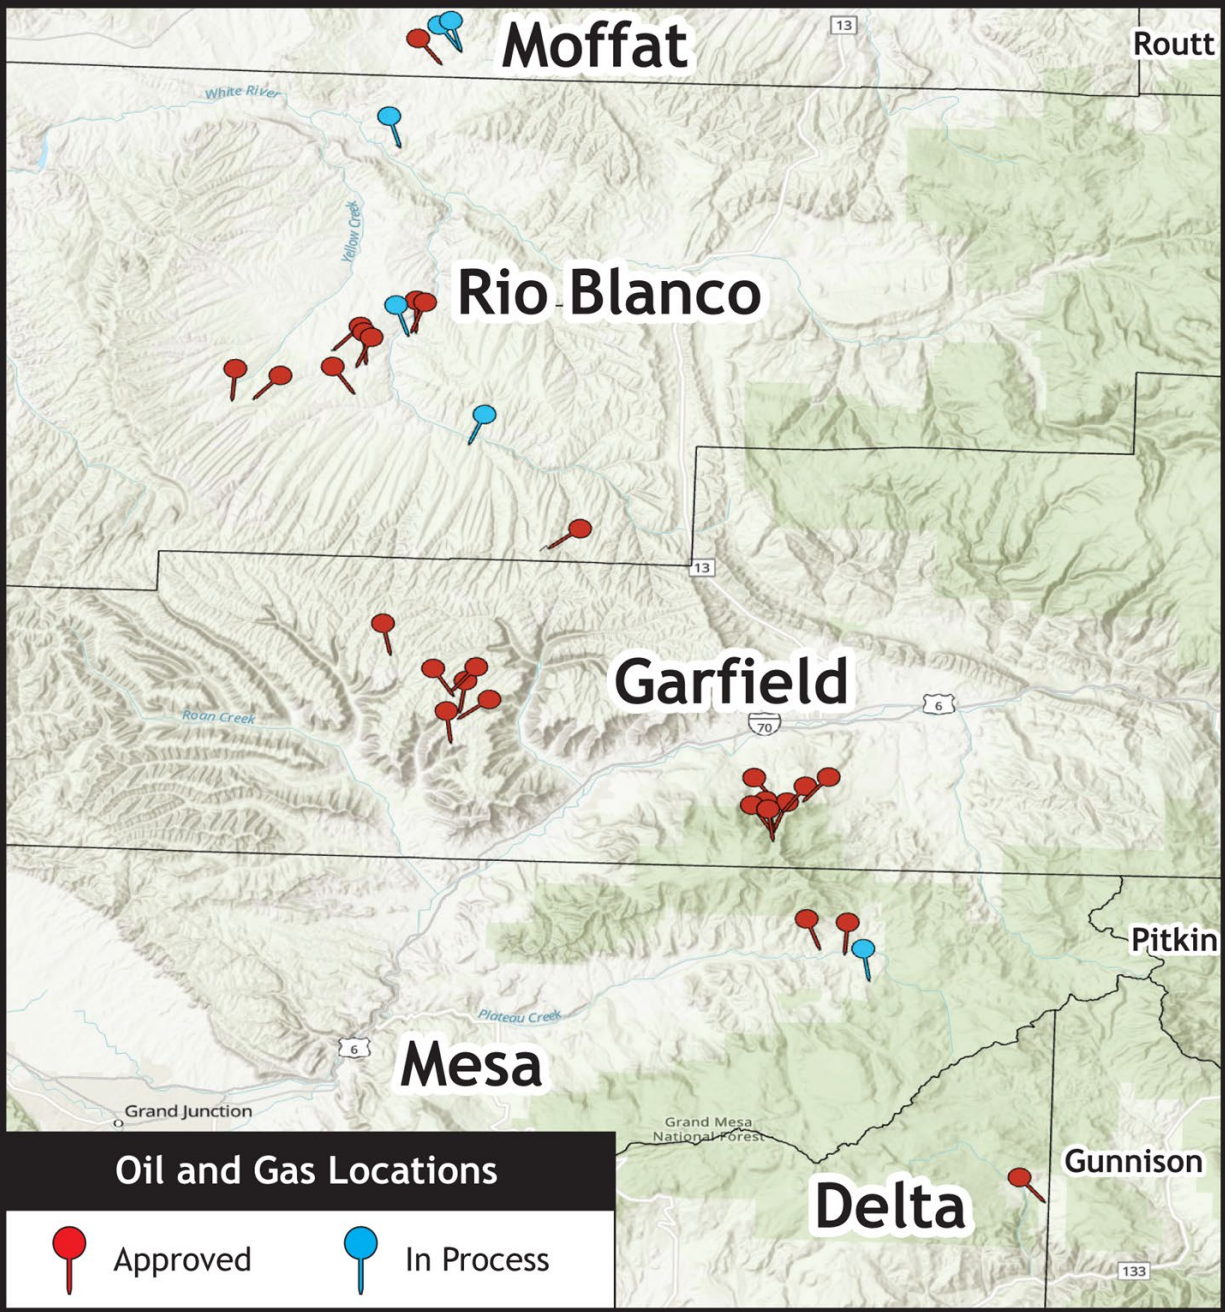 Moffat
13
Routt
White River
Yellow Creek
Rio Blanco
13
Garfield
Roan Creek
6
70
Pitkin
Plateau Creek
6
Mesa
Grand Junction
Grand Mesa
National Forest
Gunnison
Delta
133
Oil and Gas Locations
Approved
In Process